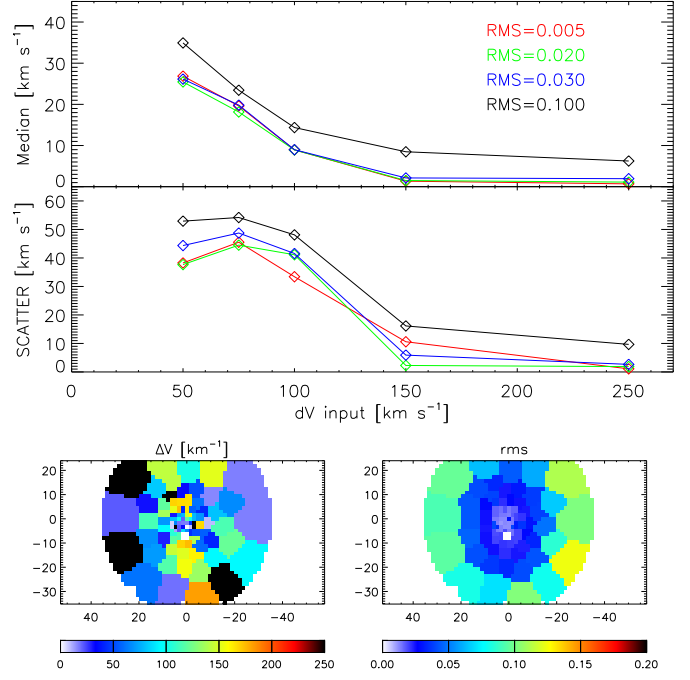 40
30
20
10
0
Median [km s⁻¹]
RMS=0.005
RMS=0.020
RMS=0.030
RMS=0.100
60
50
40
30
20
10
0
SCATTER [km s⁻¹]
0 50 100 150 200 250
dV input [km s⁻¹]
ΔV [km⁻¹]
20
10
0
−10
−20
−30
40 20 0 −20 −40
0 50 100 150 200 250
rms
20
10
0
−10
−20
−30
40 20 0 −20 −40
0.00 0.05 0.10 0.15 0.20